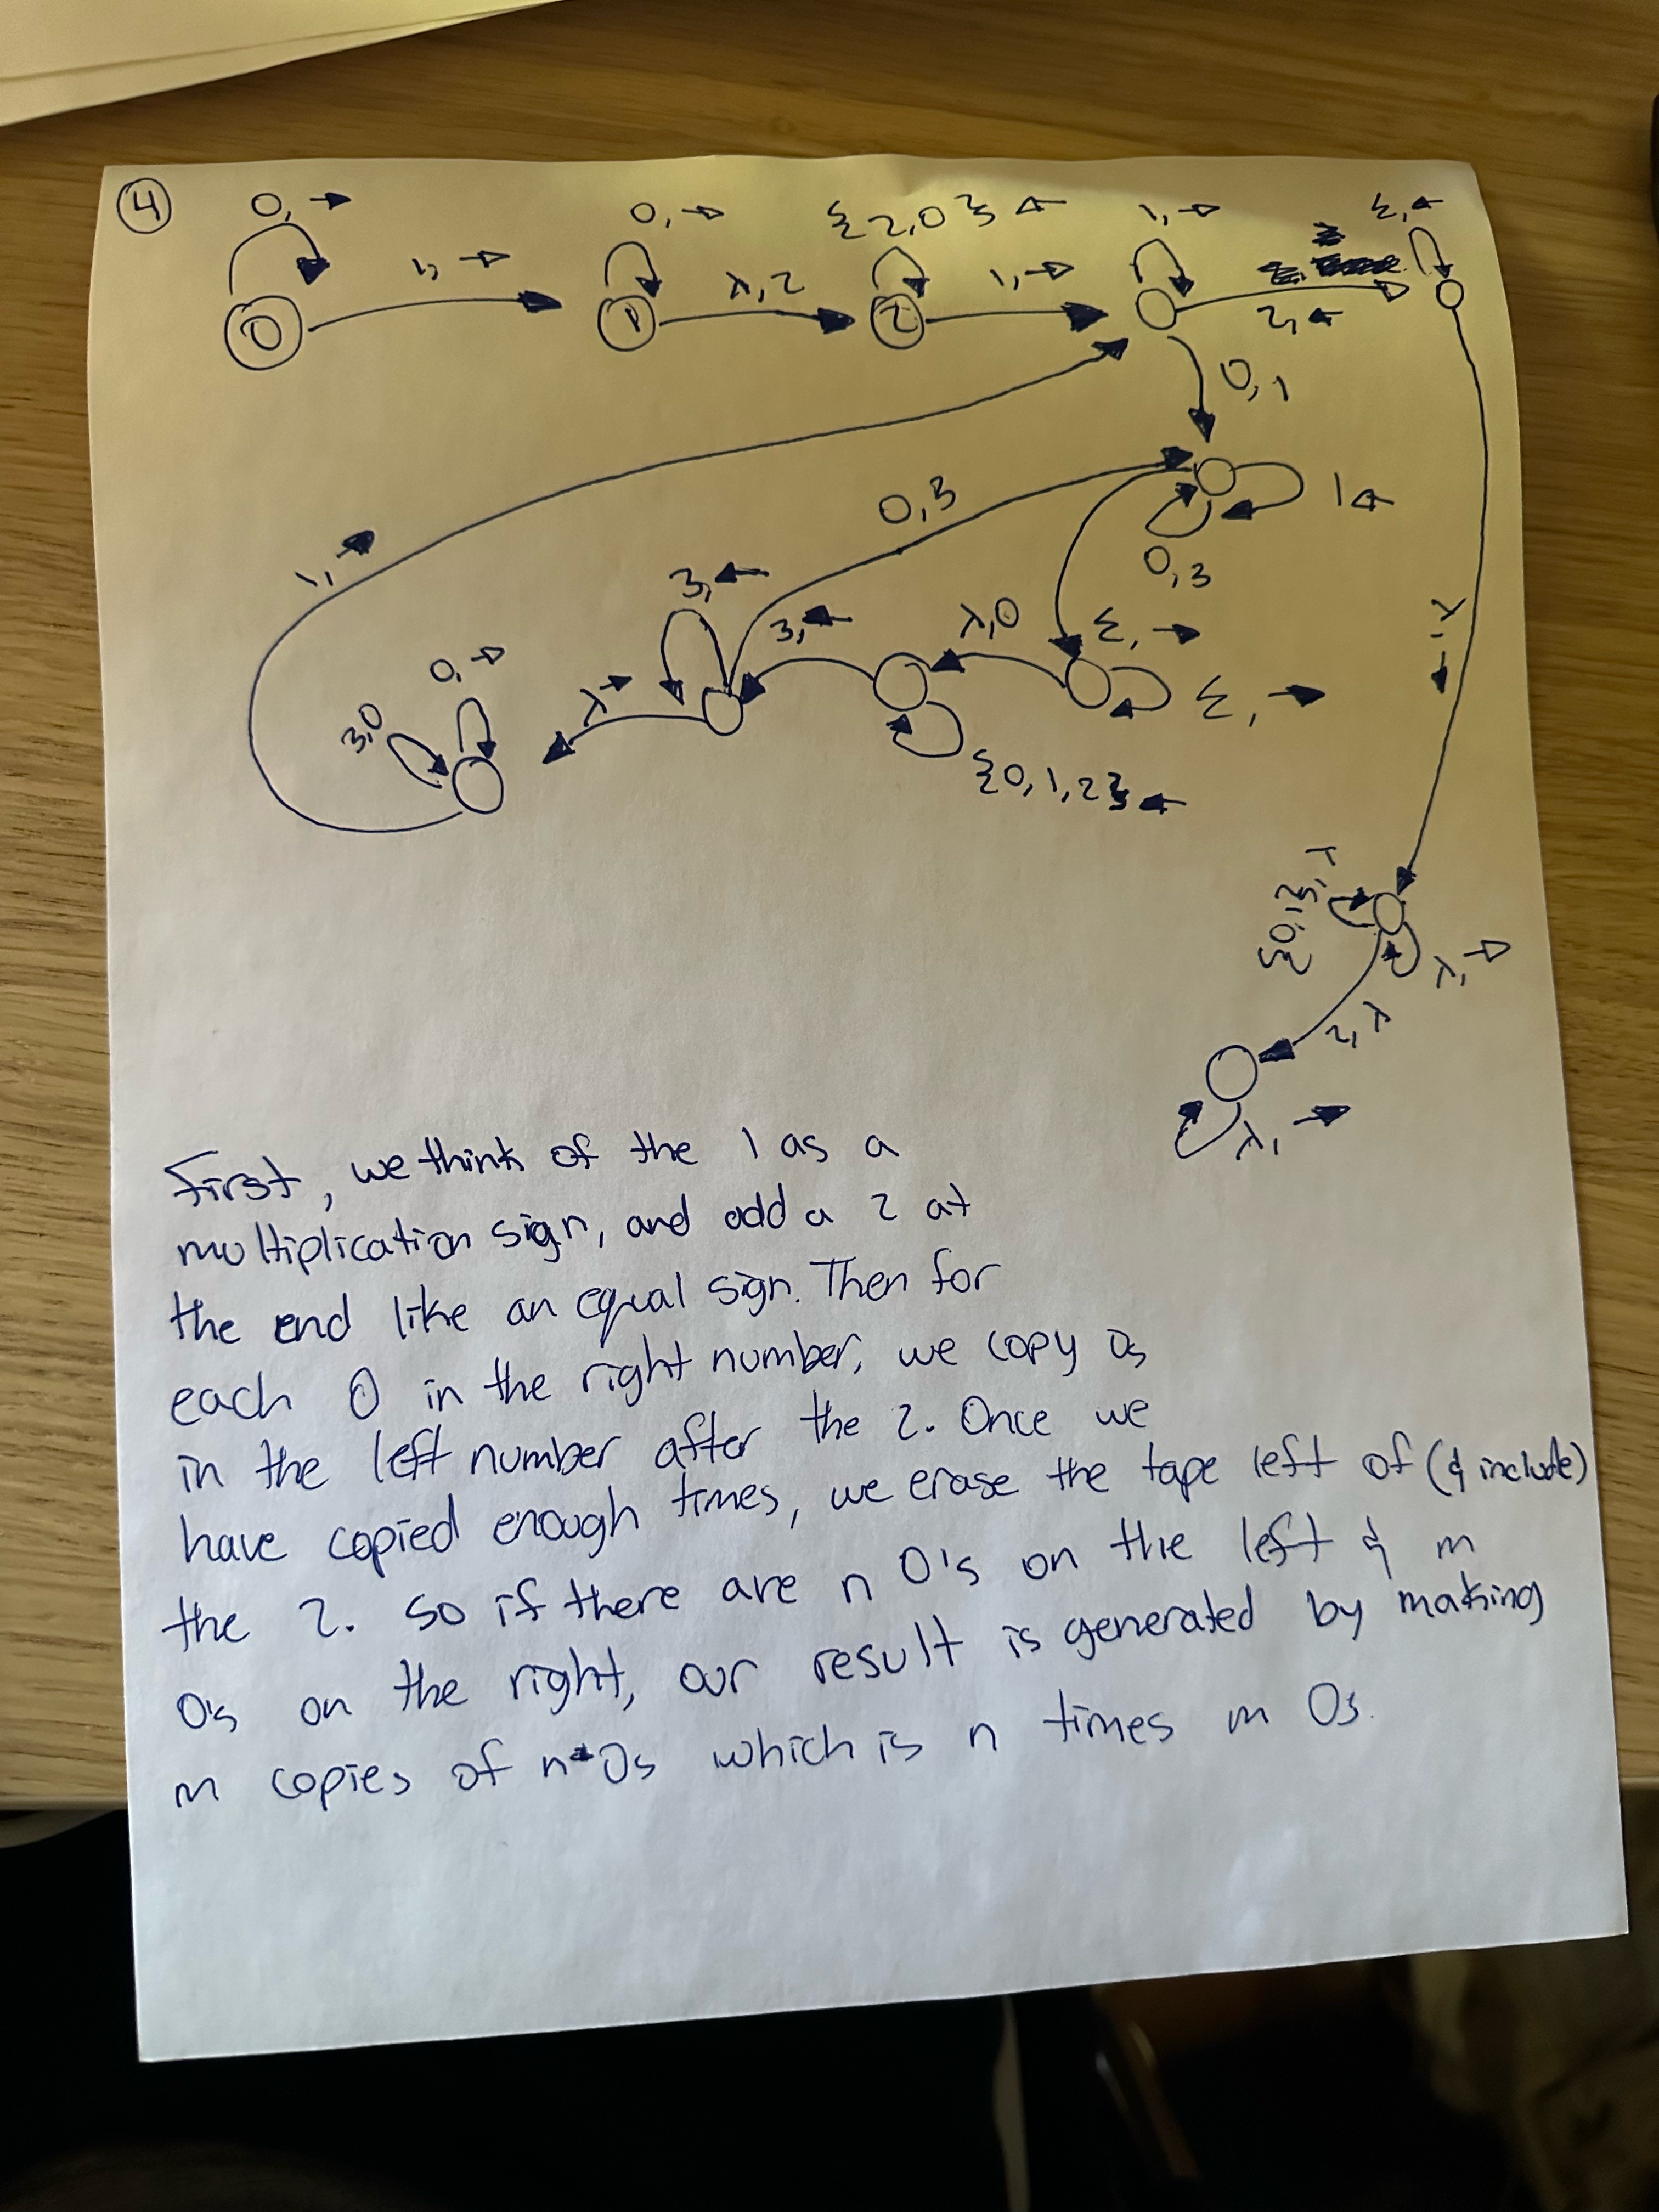 4
0, → 0, → {2,0} ← 1, → Σ, ←
1, → λ,2 1, → 2, ←
0 1 2
0, 1
0,3 1 ←
0,3
1, →
3, ← 3, ← λ,0 Σ, →
0, → λ → Σ, →
3,0
{0,1,2} ←
λ, →
{0,1,3}, λ
λ, →
2, λ
λ, →
First, we think of the 1 as a
multiplication sign, and add a 2 at
the end like an equal sign. Then for
each 0 in the right number, we copy 0s
in the left number after the 2. Once we
have copied enough times, we erase the tape left of (& include)
the 2. So if there are n 0's on the left & m
0's on the right, our result is generated by making
m copies of n 0s which is n times m 0s.